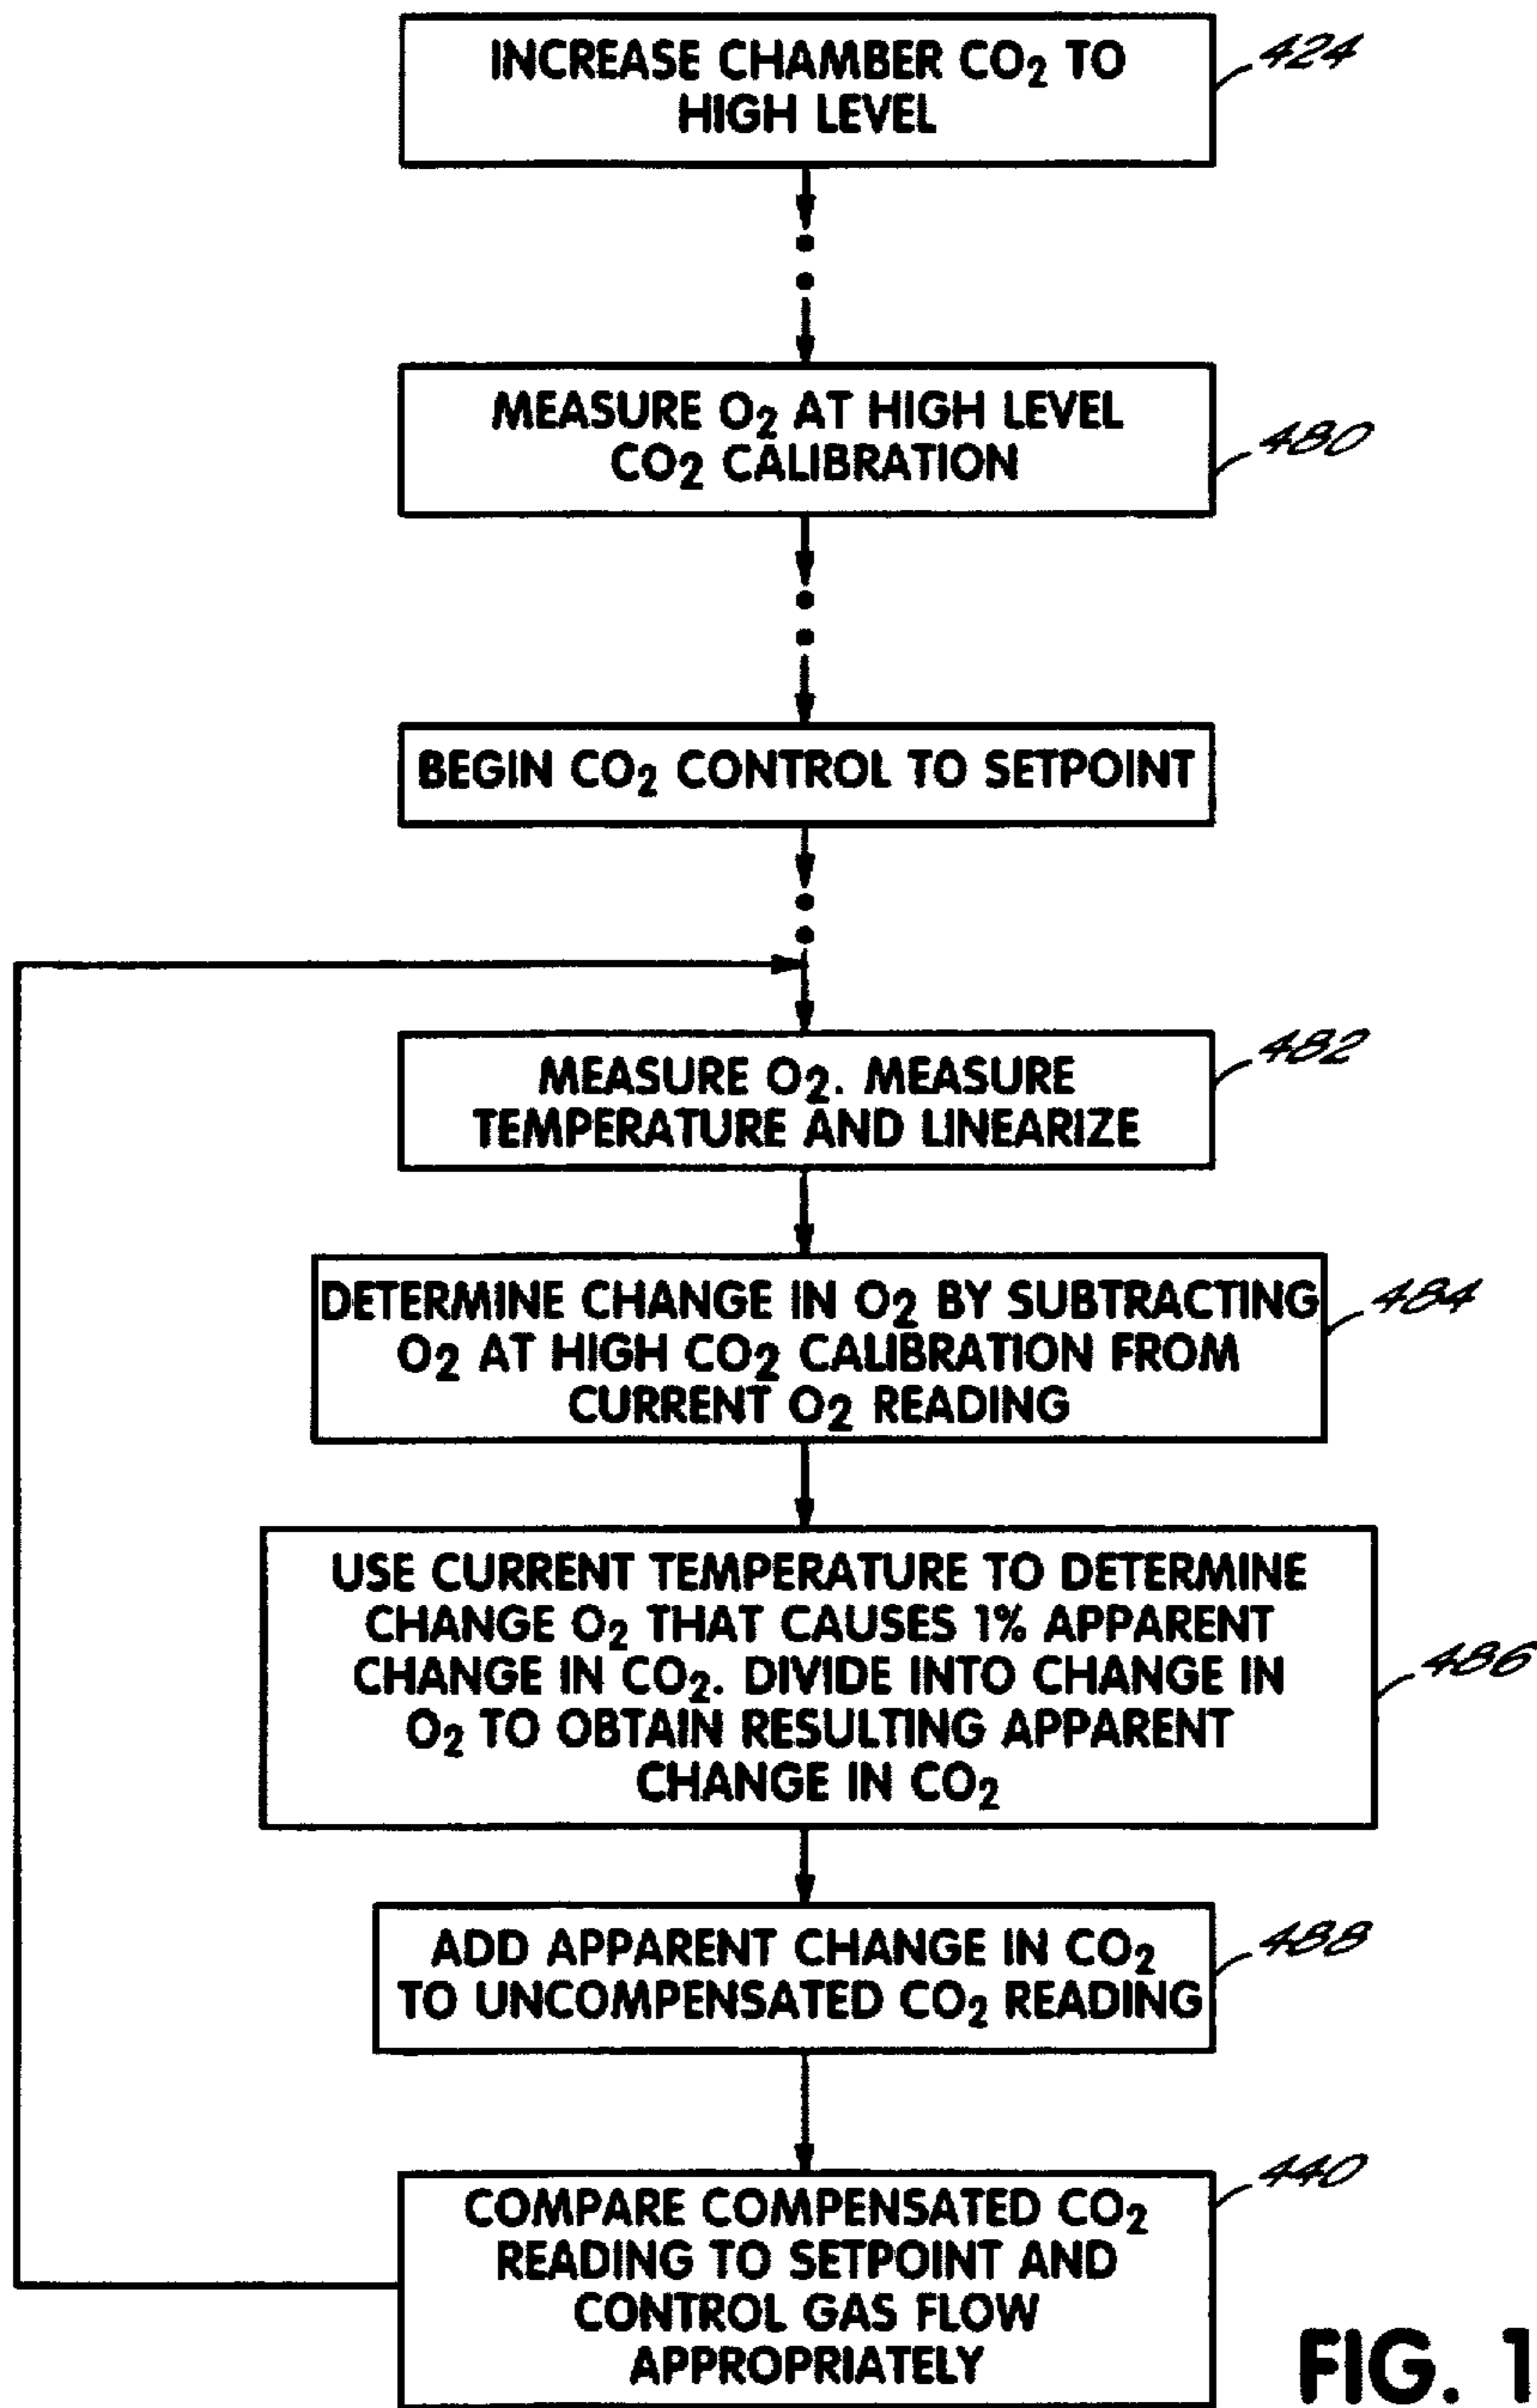 INCREASE CHAMBER CO₂ TO
HIGH LEVEL
424
MEASURE O₂ AT HIGH LEVEL
CO₂ CALIBRATION
480
BEGIN CO₂ CONTROL TO SETPOINT
MEASURE O₂. MEASURE
TEMPERATURE AND LINEARIZE
482
DETERMINE CHANGE IN O₂ BY SUBTRACTING
O₂ AT HIGH CO₂ CALIBRATION FROM
CURRENT O₂ READING
484
USE CURRENT TEMPERATURE TO DETERMINE
CHANGE O₂ THAT CAUSES 1% APPARENT
CHANGE IN CO₂. DIVIDE INTO CHANGE IN
O₂ TO OBTAIN RESULTING APPARENT
CHANGE IN CO₂
486
ADD APPARENT CHANGE IN CO₂
TO UNCOMPENSATED CO₂ READING
488
COMPARE COMPENSATED CO₂
READING TO SETPOINT AND
CONTROL GAS FLOW
APPROPRIATELY
440
FIG. 1